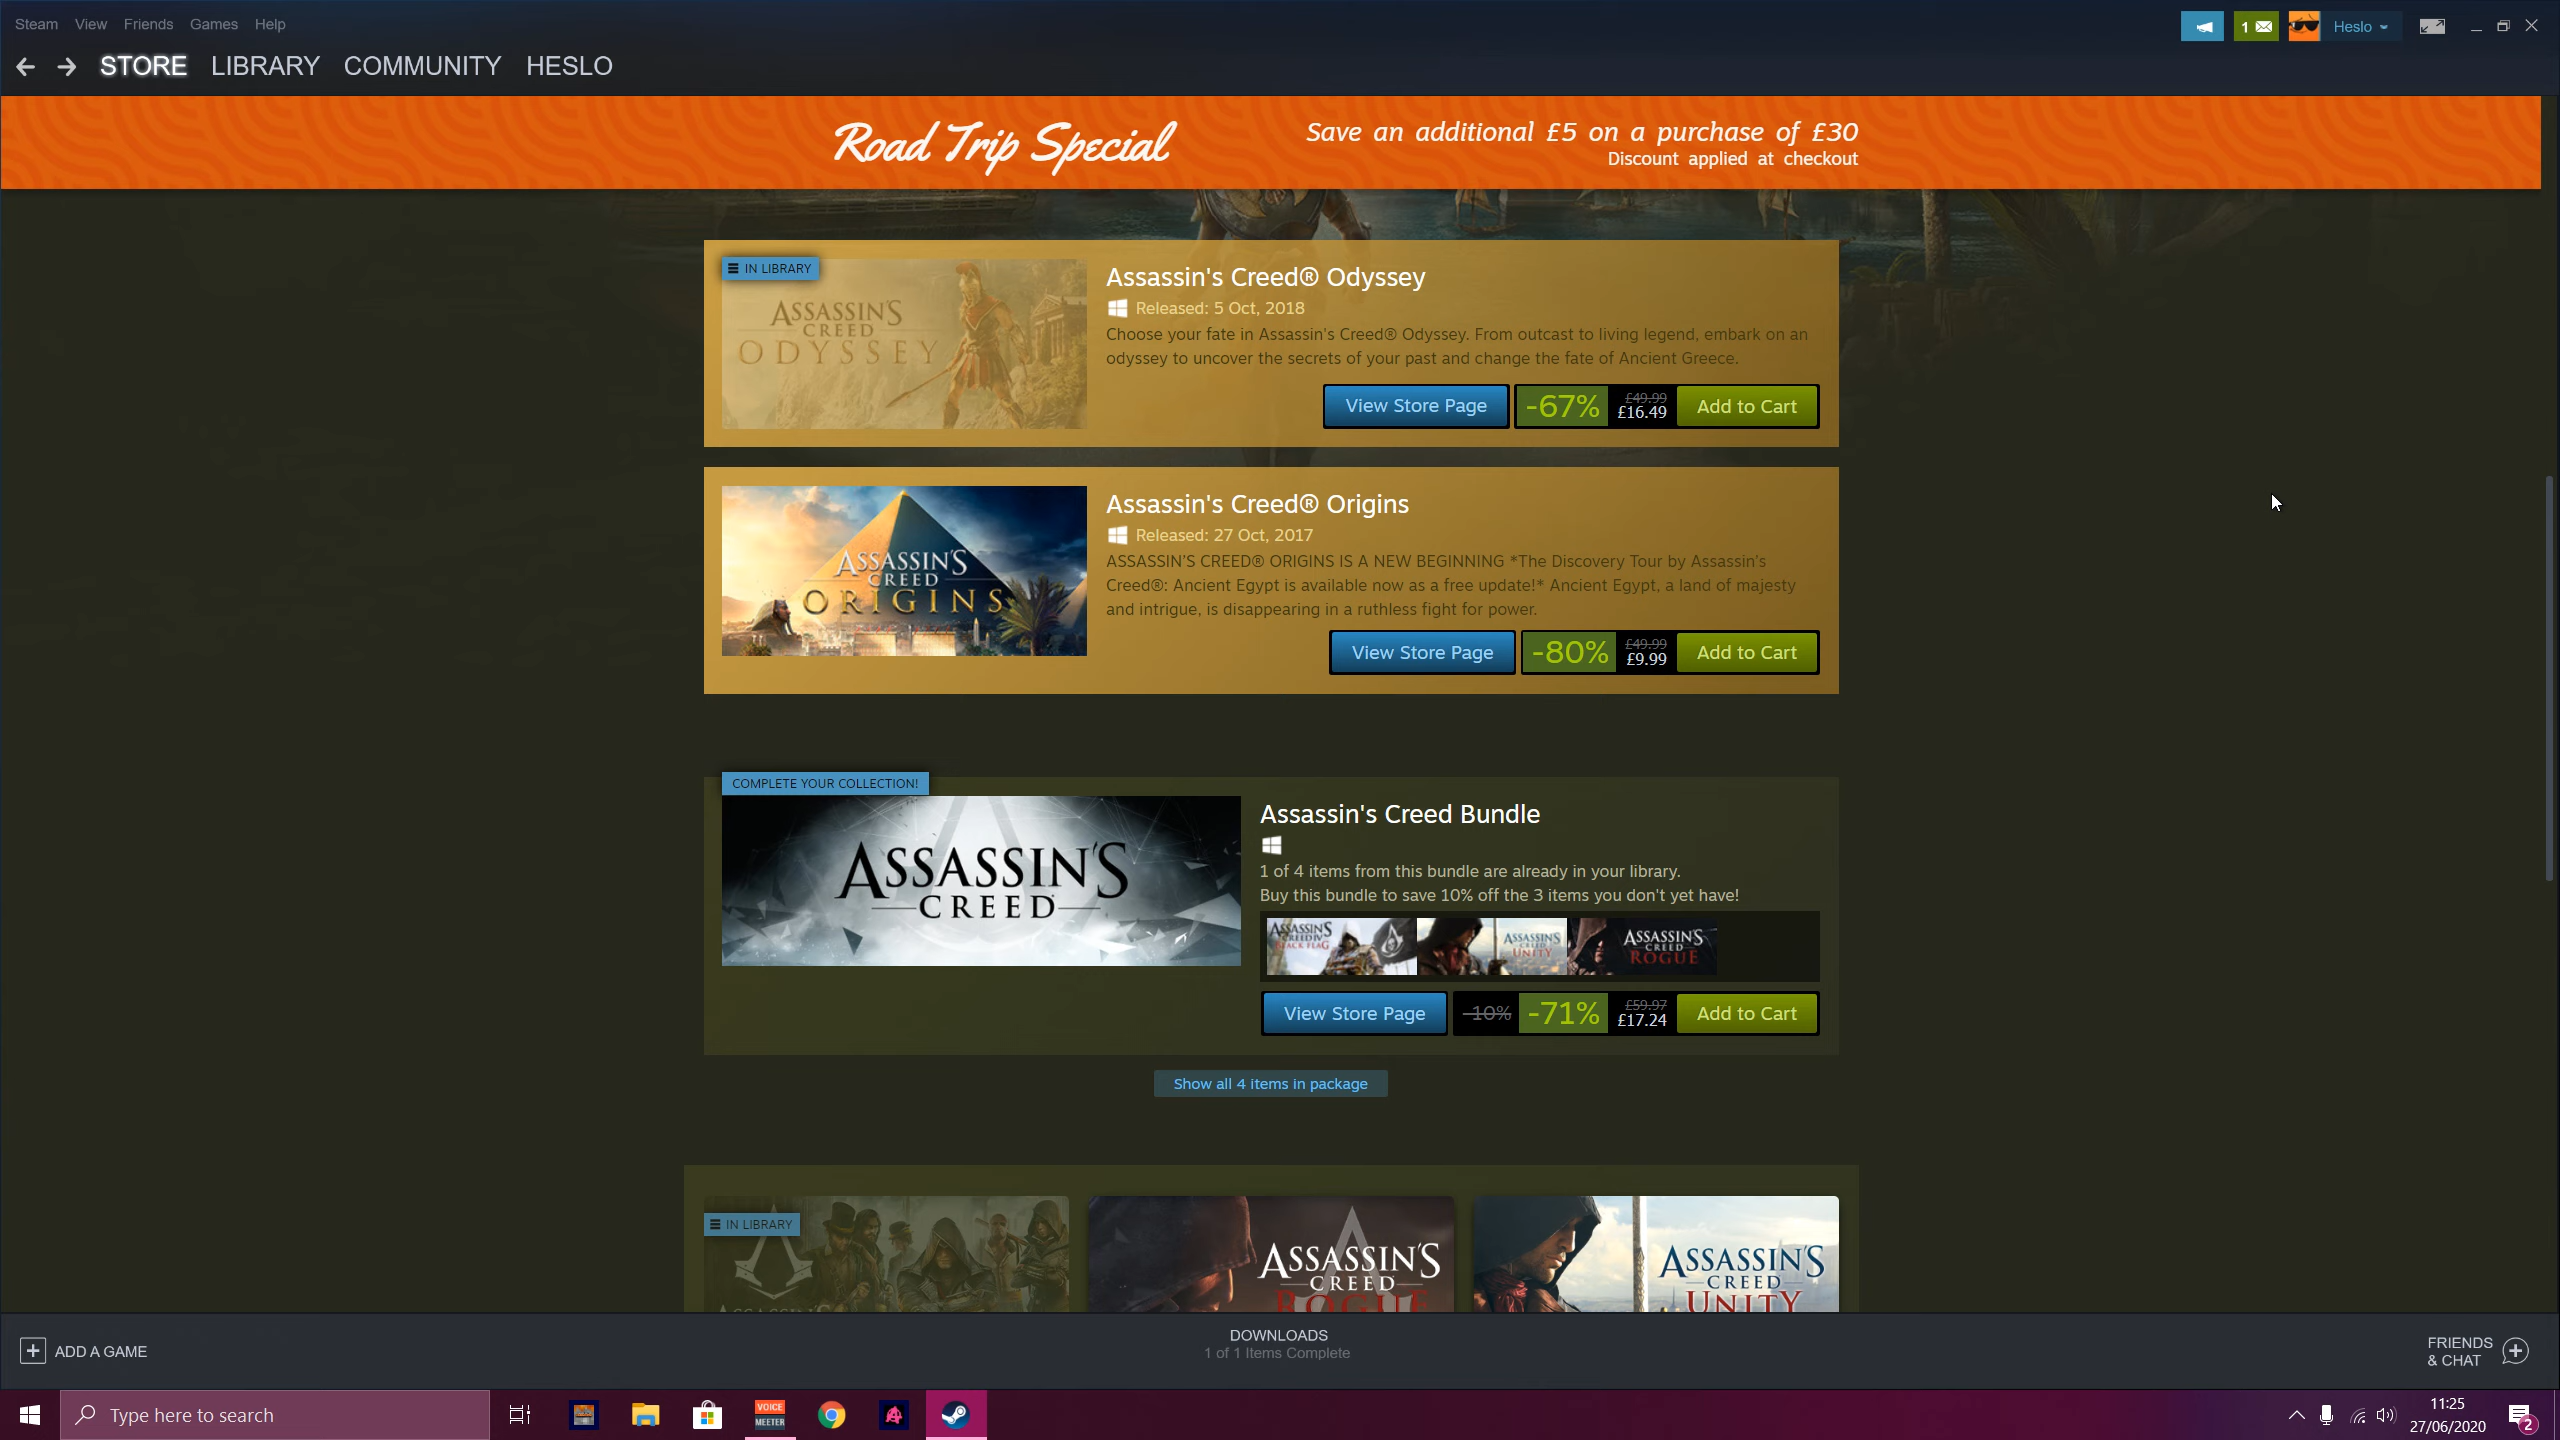 Steam View Friends Games Help
1
Heslo
STORE LIBRARY COMMUNITY HESLO
Road Trip Special
Save an additional £5 on a purchase of £30
Discount applied at checkout
IN LIBRARY
ASSASSIN'S
CREED
ODYSSEY
Assassin's Creed® Odyssey
Released: 5 Oct, 2018
Choose your fate in Assassin's Creed® Odyssey. From outcast to living legend, embark on an
odyssey to uncover the secrets of your past and change the fate of Ancient Greece.
View Store Page
-67%
£49.99
£16.49
Add to Cart
ASSASSIN'S
CREED
ORIGINS
Assassin's Creed® Origins
Released: 27 Oct, 2017
ASSASSIN'S CREED® ORIGINS IS A NEW BEGINNING *The Discovery Tour by Assassin's
Creed®: Ancient Egypt is available now as a free update!* Ancient Egypt, a land of majesty
and intrigue, is disappearing in a ruthless fight for power.
View Store Page
-80%
£49.99
£9.99
Add to Cart
COMPLETE YOUR COLLECTION!
ASSASSIN'S
CREED
Assassin's Creed Bundle
1 of 4 items from this bundle are already in your library.
Buy this bundle to save 10% off the 3 items you don't yet have!
ASSASSIN'S
CREED IV
BLACK FLAG
ASSASSIN'S
CREED
UNITY
ASSASSIN'S
CREED
ROGUE
View Store Page
-10%
-71%
£59.97
£17.24
Add to Cart
Show all 4 items in package
IN LIBRARY
ASSASSIN'S
CREED
ROGUE
ASSASSIN'S
CREED
UNITY
ADD A GAME
DOWNLOADS
1 of 1 Items Complete
FRIENDS
& CHAT
Type here to search
VOICE
MEETER
11:25
27/06/2020
2